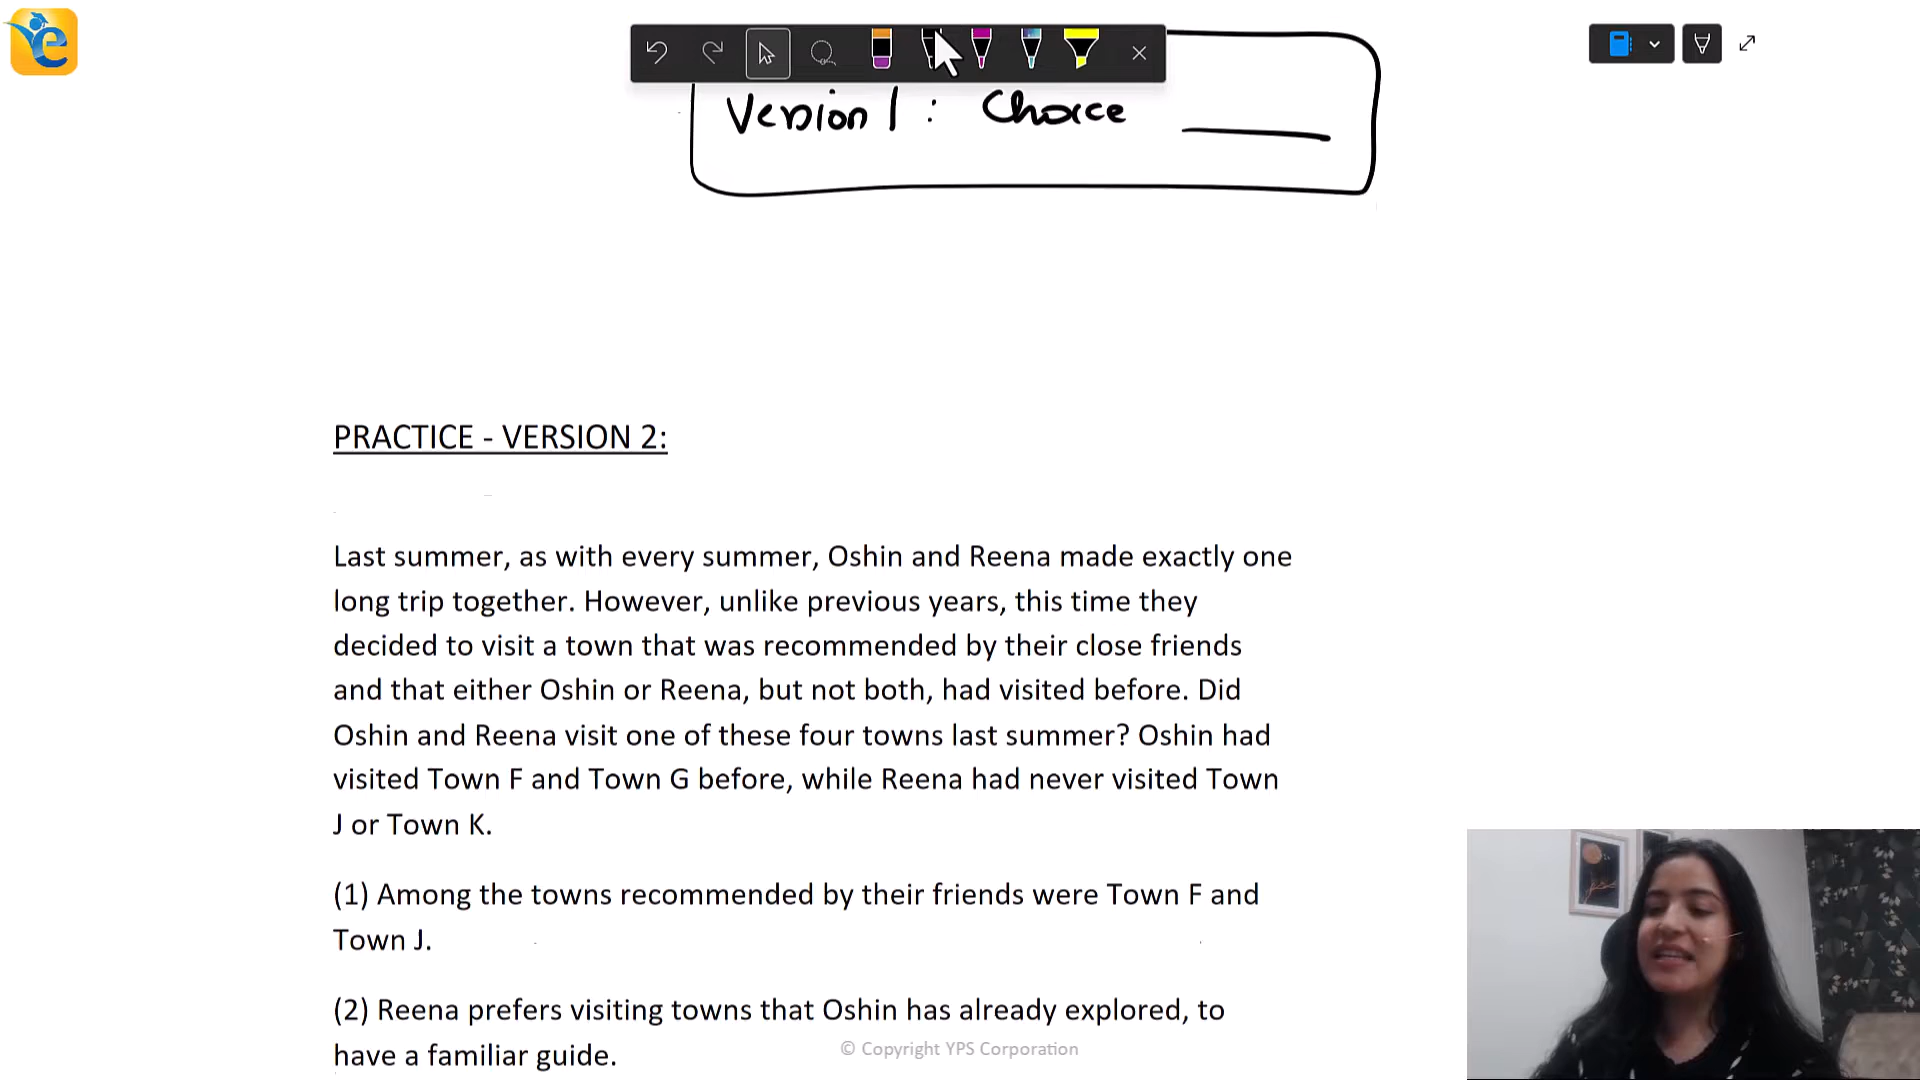 Version 1 : Choice
PRACTICE - VERSION 2:
Last summer, as with every summer, Oshin and Reena made exactly one
long trip together. However, unlike previous years, this time they
decided to visit a town that was recommended by their close friends
and that either Oshin or Reena, but not both, had visited before. Did
Oshin and Reena visit one of these four towns last summer? Oshin had
visited Town F and Town G before, while Reena had never visited Town
J or Town K.
(1) Among the towns recommended by their friends were Town F and
Town J.
(2) Reena prefers visiting towns that Oshin has already explored, to
have a familiar guide.
© Copyright YPS Corporation